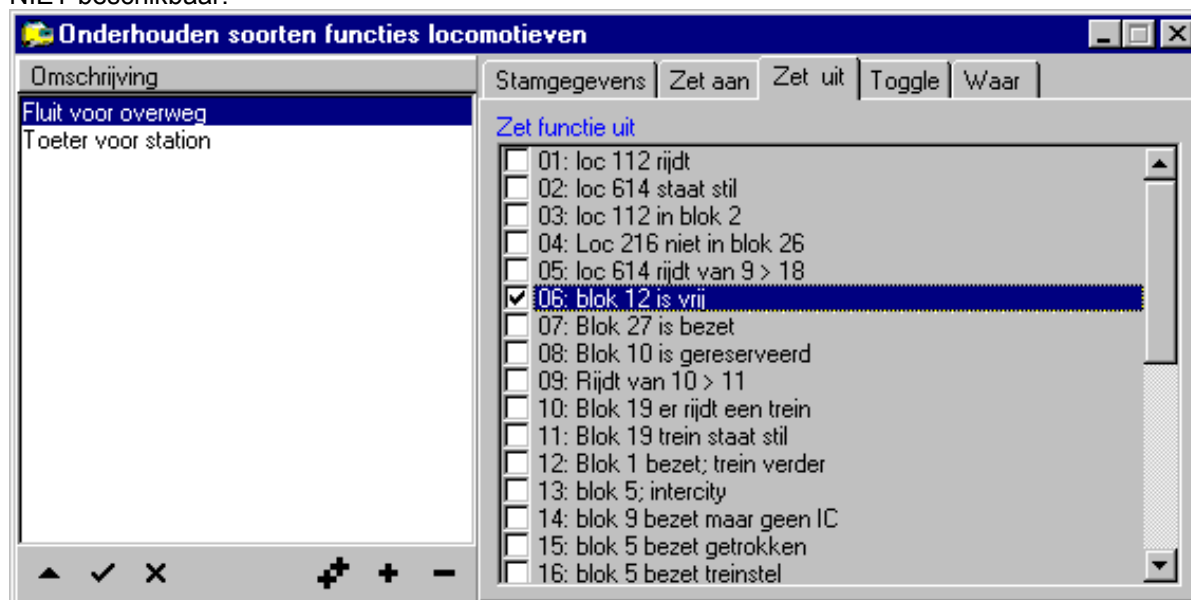 NIET beschikbaar.
Onderhouden soorten functies locomotieven
Omschrijving
Fluit voor overweg
Toeter voor station
Stamgegevens Zet aan Zet uit Toggle Waar
Zet functie uit
01: loc 112 rijdt
02: loc 614 staat stil
03: loc 112 in blok 2
04: Loc 216 niet in blok 26
05: loc 614 rijdt van 9 > 18
06: blok 12 is vrij
07: Blok 27 is bezet
08: Blok 10 is gereserveerd
09: Rijdt van 10 > 11
10: Blok 19 er rijdt een trein
11: Blok 19 trein staat stil
12: Blok 1 bezet; trein verder
13: blok 5; intercity
14: blok 9 bezet maar geen IC
15: blok 5 bezet getrokken
16: blok 5 bezet treinstel